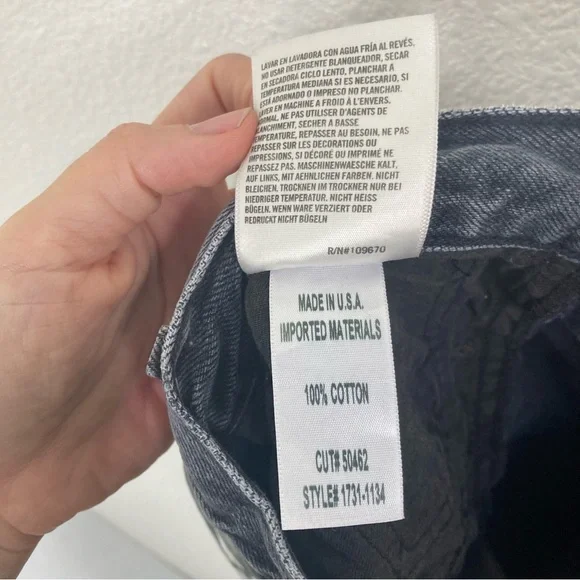 LAVAR EN LAVADORA CON AGUA FRÍA AL REVÉS.
NO USAR DETERGENTE BLANQUEADOR, SECAR
EN SECADORA CICLO LENTO, PLANCHAR A
TEMPERATURA MEDIANA SI ES NECESARIO, SI
ESTÁ ADORNADO O IMPRESO NO PLANCHAR.
LAVER EN MACHINE A FROID À L'ENVERS.
NORMAL, NE PAS UTILISER D'AGENTS DE
BLANCHIMENT, SECHER A BASSE
TEMPERATURE, REPASSER AU BESOIN, NE PAS
REPASSER SUR LES DECORATIONS OU
IMPRESSIONS, SI DÉCORÉ OU IMPRIMÉ NE
REPASSEZ PAS. MASCHINENWAESCHE KALT,
AUF LINKS, MIT AEHNLICHEN FARBEN. NICHT
BLEICHEN, TROCKNEN IM TROCKNER NUR BEI
NIEDRIGER TEMPERATUR. NICHT HEISS
BÜGELN, WENN WARE VERZIERT ODER
BEDRUCKT NICHT BÜGELN
R/N#109670
MADE IN U.S.A.
IMPORTED MATERIALS
100% COTTON
CUT# 50462
STYLE# 1731-1134